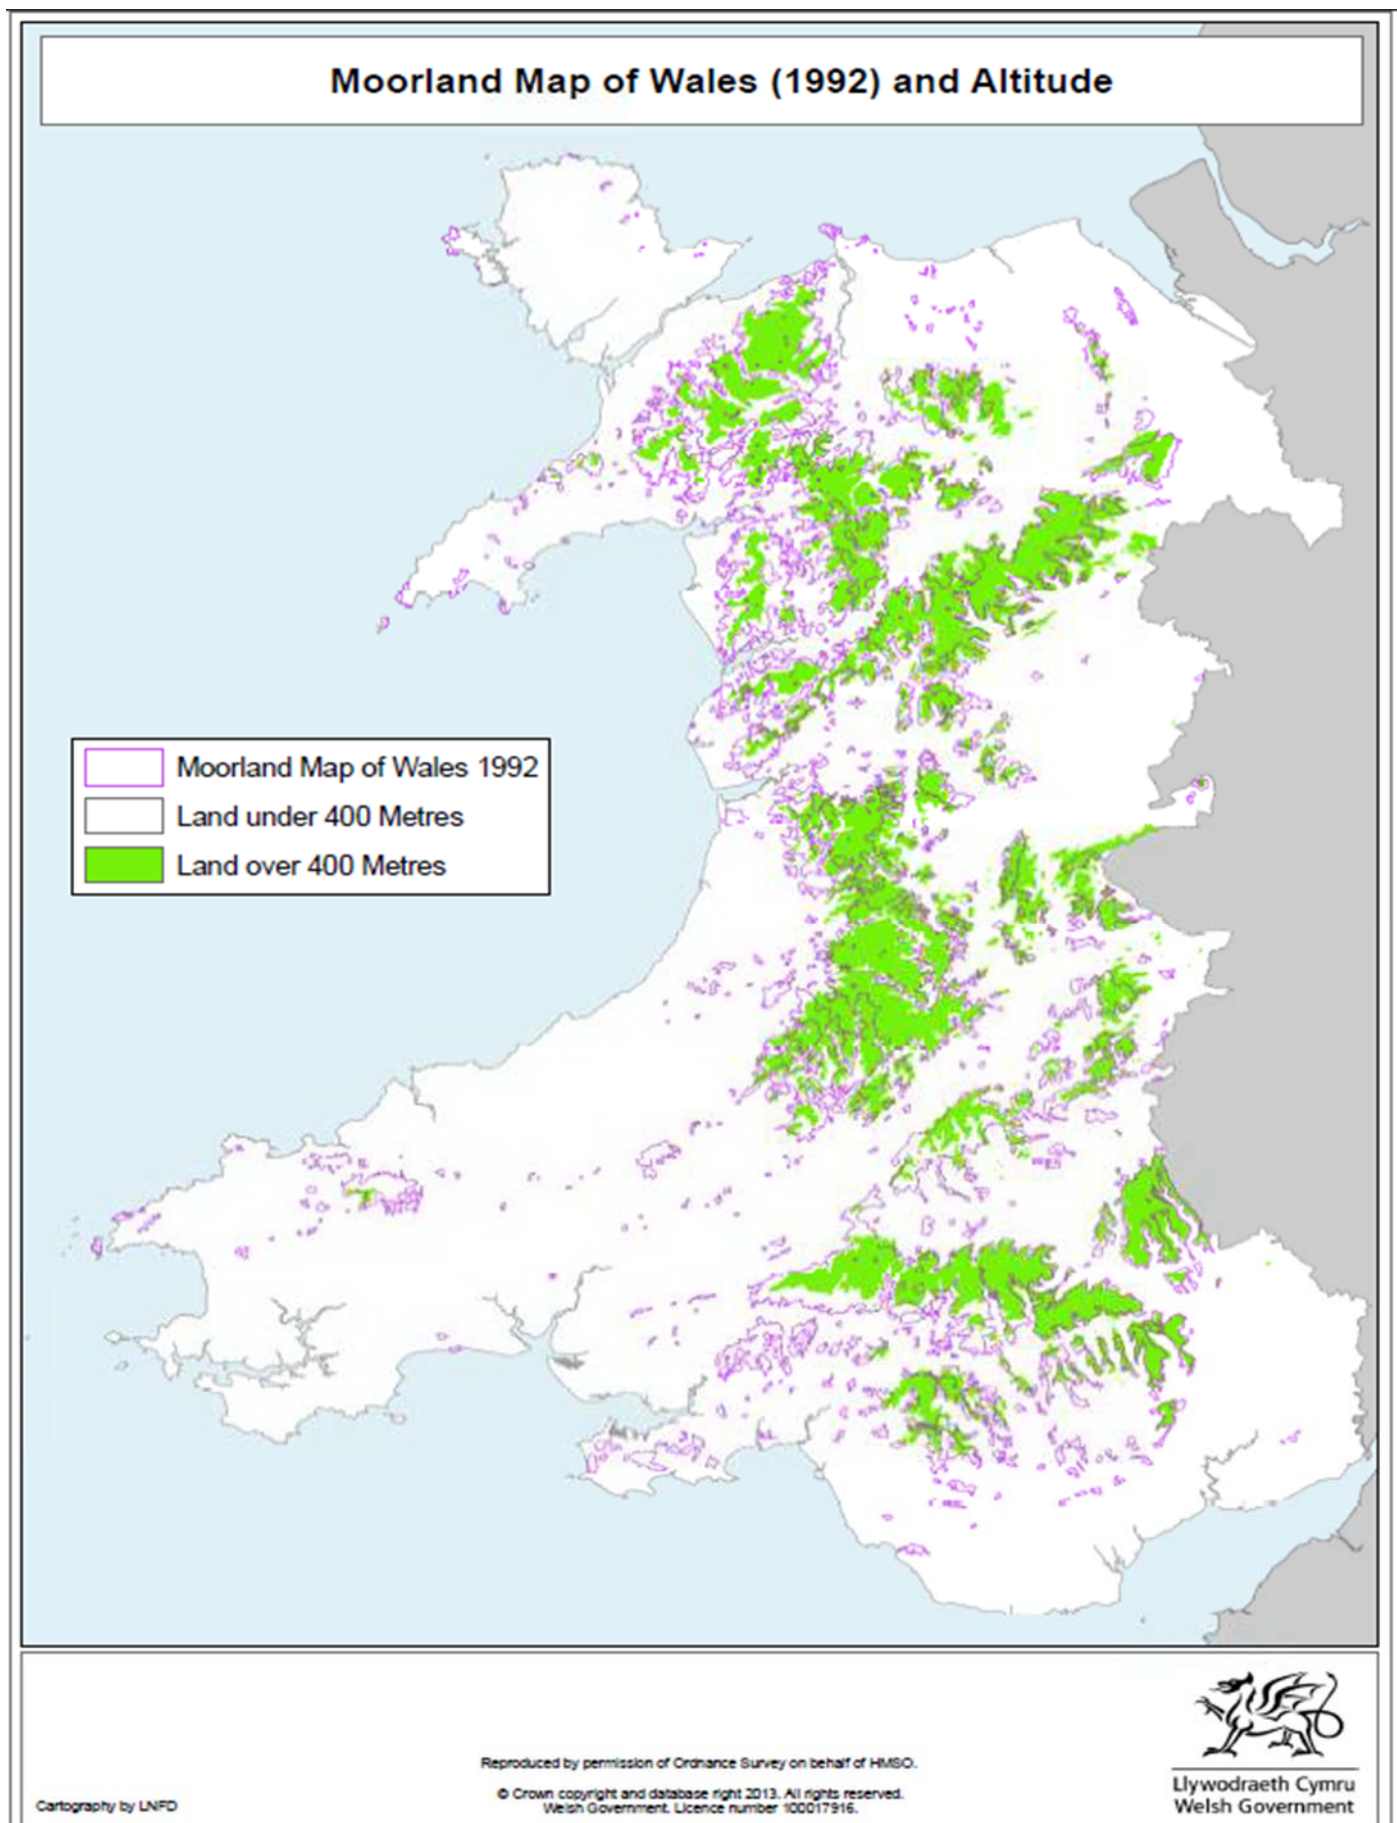 Moorland Map of Wales (1992) and Altitude
Moorland Map of Wales 1992
Land under 400 Metres
Land over 400 Metres
Reproduced by permission of Ordnance Survey on behalf of HMSO.
© Crown copyright and database right 2013. All rights reserved.
Welsh Government. Licence number 100017916.
Cartography by LNFD
Llywodraeth Cymru
Welsh Government